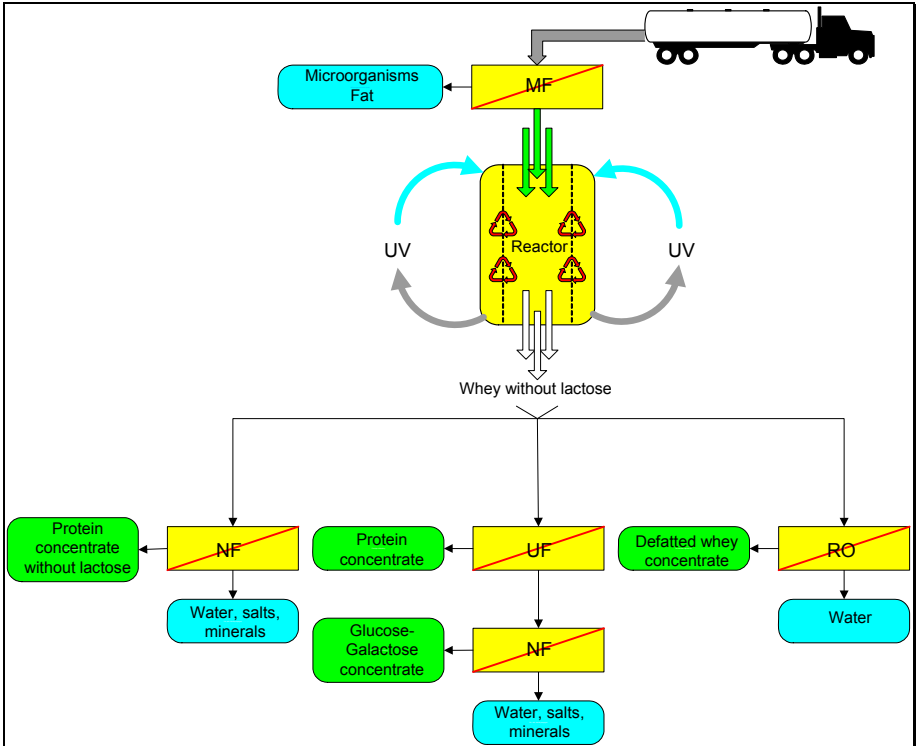 Microorganisms
Fat
MF
UV
Reactor
UV
Whey without lactose
Protein
concentrate
without lactose
NF
Protein
concentrate
UF
Defatted whey
concentrate
RO
Water, salts,
minerals
Glucose-
Galactose
concentrate
NF
Water
Water, salts,
minerals